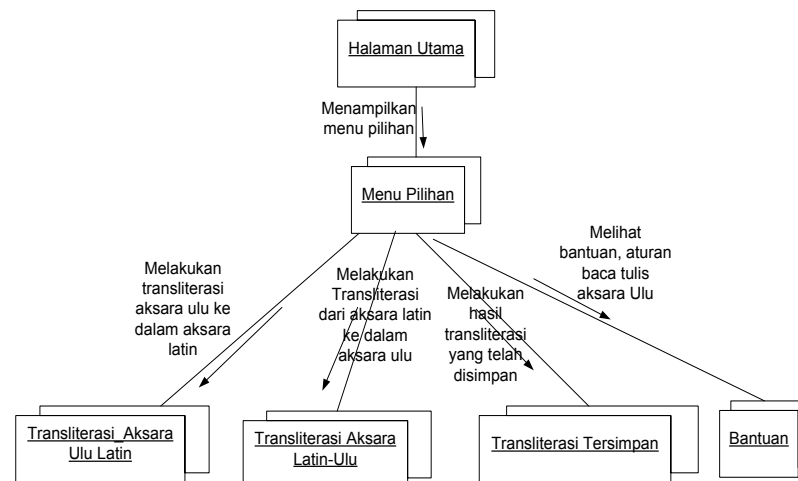 Halaman Utama
Menampilkan
menu pilihan
Menu Pilihan
Melakukan
transliterasi
aksara ulu ke
dalam aksara
latin
Melakukan
Transliterasi
dari aksara latin
ke dalam
aksara ulu
Melakukan
hasil
transliterasi
yang telah
disimpan
Melihat
bantuan, aturan
baca tulis
aksara Ulu
Transliterasi_Aksara
Ulu Latin
Transliterasi Aksara
Latin-Ulu
Transliterasi Tersimpan
Bantuan